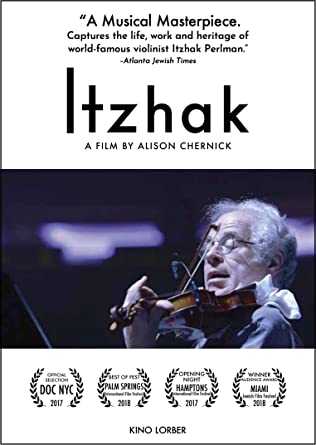 “A Musical Masterpiece.
Captures the life, work and heritage of
world-famous violinist Itzhak Perlman.”
-Atlanta Jewish Times
Itzhak
A FILM BY ALISON CHERNICK
OFFICIAL
SELECTION
DOC NYC
2017
BEST OF FEST
PALM SPRINGS
International Film Festival
2018
OPENING
NIGHT
HAMPTONS
International Film Festival
2017
WINNER
AUDIENCE AWARD
MIAMI
Jewish Film Festival
2018
KINO LORBER